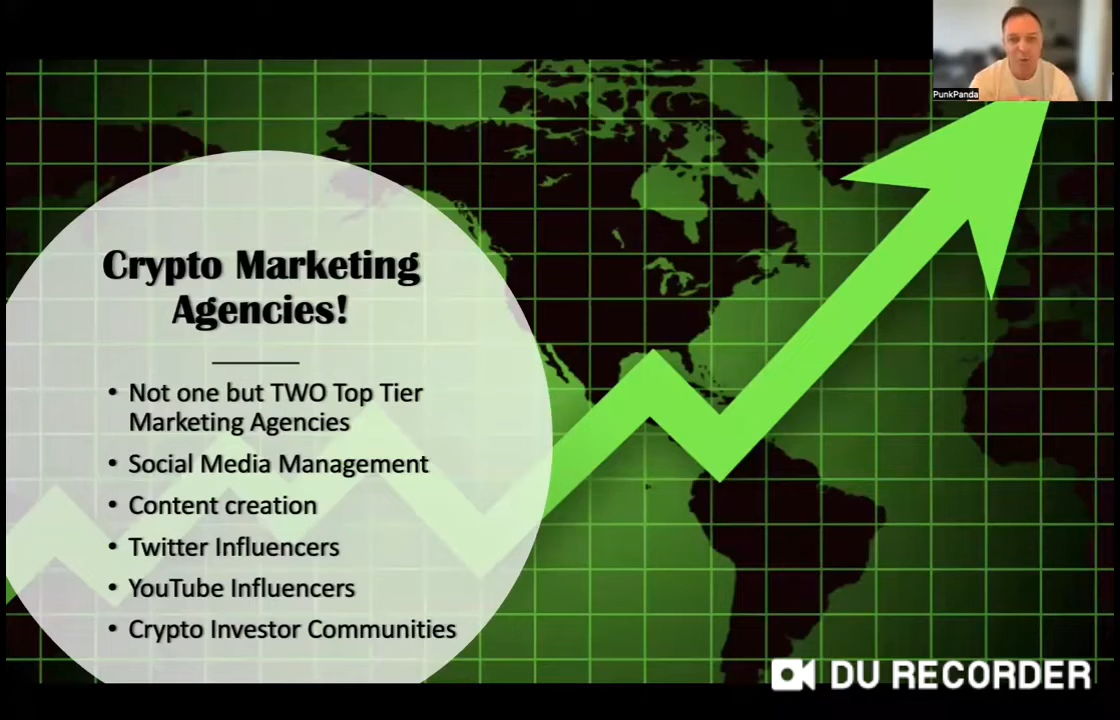 PunkPanda
Crypto Marketing
Agencies!
• Not one but TWO Top Tier
Marketing Agencies
• Social Media Management
• Content creation
• Twitter Influencers
• YouTube Influencers
• Crypto Investor Communities
DU RECORDER